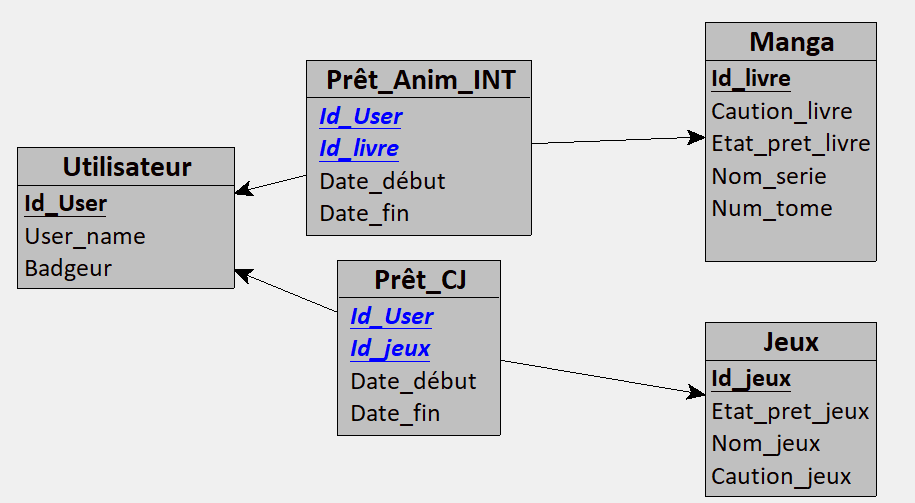 Utilisateur
Id_User
User_name
Badgeur
Prêt_Anim_INT
Id_User
Id_livre
Date_début
Date_fin
Prêt_CJ
Id_User
Id_jeux
Date_début
Date_fin
Manga
Id_livre
Caution_livre
Etat_pret_livre
Nom_serie
Num_tome
Jeux
Id_jeux
Etat_pret_jeux
Nom_jeux
Caution_jeux